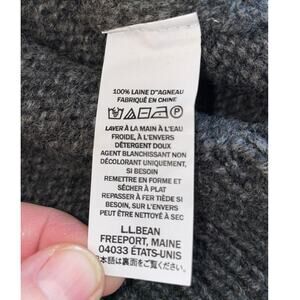 100% LAINE D'AGNEAU
FABRIQUÉ EN CHINE
LAVER À LA MAIN À L'EAU
FROIDE, À L'ENVERS
DÉTERGENT DOUX
AGENT BLANCHISSANT NON
DÉCOLORANT UNIQUEMENT,
SI BESOIN
REMETTRE EN FORME ET
SÉCHER À PLAT
REPASSER À FER TIÈDE SI
BESOIN, SUR L'ENVERS
PEUT ÊTRE NETTOYÉ À SEC
L.L.BEAN
FREEPORT, MAINE
04033 ÉTATS-UNIS
日本語は裏面をご覧ください。